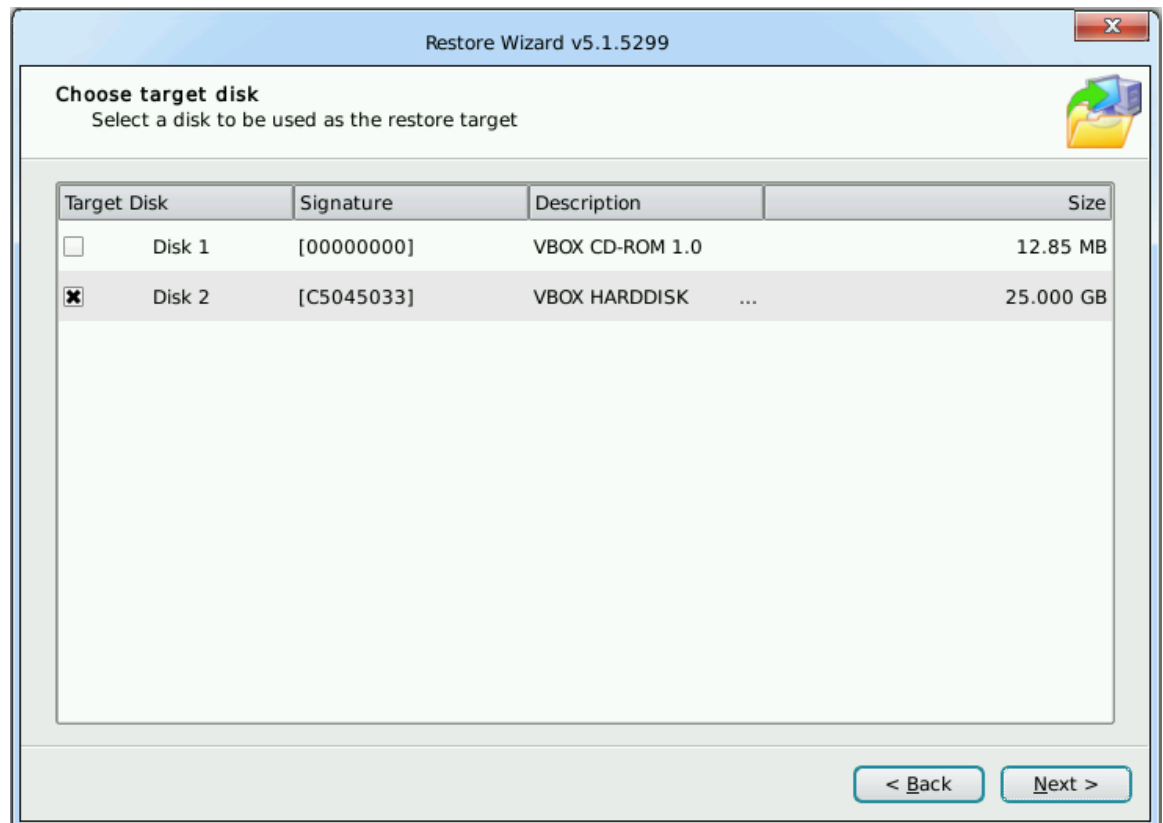 Restore Wizard v5.1.5299
X
Choose target disk
Select a disk to be used as the restore target
Target Disk Signature Description Size
Disk 1 [00000000] VBOX CD-ROM 1.0 12.85 MB
Disk 2 [C5045033] VBOX HARDDISK ... 25.000 GB
< Back Next >